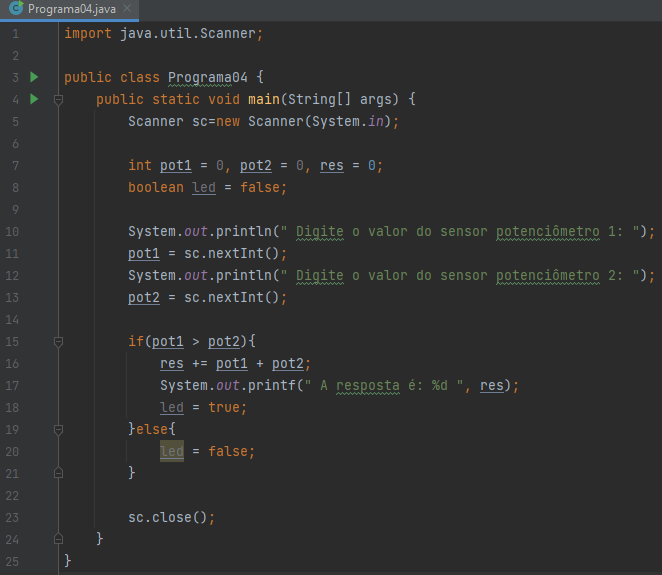 Programa04.java
1 import java.util.Scanner;
2
3 public class Programa04 {
4 public static void main(String[] args) {
5 Scanner sc=new Scanner(System.in);
6
7 int pot1 = 0, pot2 = 0, res = 0;
8 boolean led = false;
9
10 System.out.println(" Digite o valor do sensor potenciômetro 1: ");
11 pot1 = sc.nextInt();
12 System.out.println(" Digite o valor do sensor potenciômetro 2: ");
13 pot2 = sc.nextInt();
14
15 if(pot1 > pot2){
16 res += pot1 + pot2;
17 System.out.printf(" A resposta é: %d ", res);
18 led = true;
19 }else{
20 led = false;
21 }
22
23 sc.close();
24 }
25 }